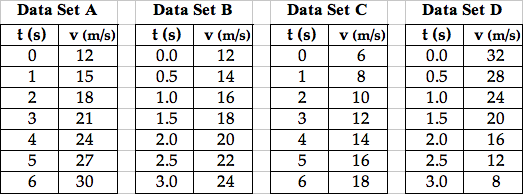 Data Set A Data Set B Data Set C Data Set D
t (s) v (m/s) t (s) v (m/s) t (s) v (m/s) t (s) v (m/s)
0 12 0.0 12 0 6 0.0 32
1 15 0.5 14 1 8 0.5 28
2 18 1.0 16 2 10 1.0 24
3 21 1.5 18 3 12 1.5 20
4 24 2.0 20 4 14 2.0 16
5 27 2.5 22 5 16 2.5 12
6 30 3.0 24 6 18 3.0 8